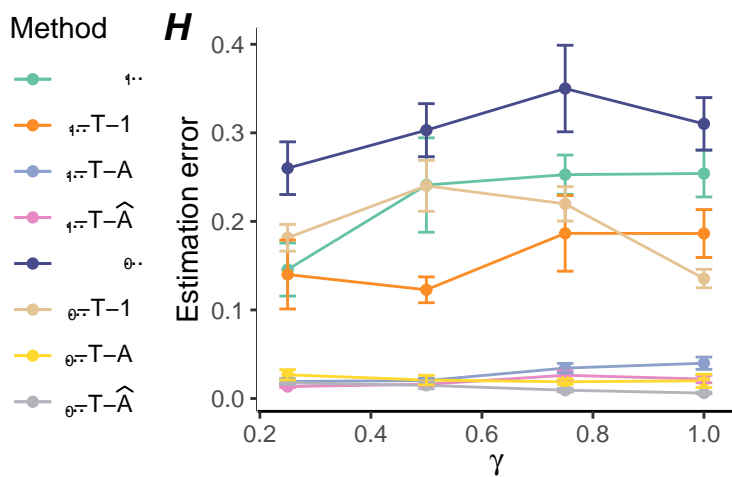 Method
H
T−1
T−A
T−Â
T−1
T−A
T−Â
Estimation error
0.4
0.3
0.2
0.1
0.0
0.2 0.4 0.6 0.8 1.0
γ